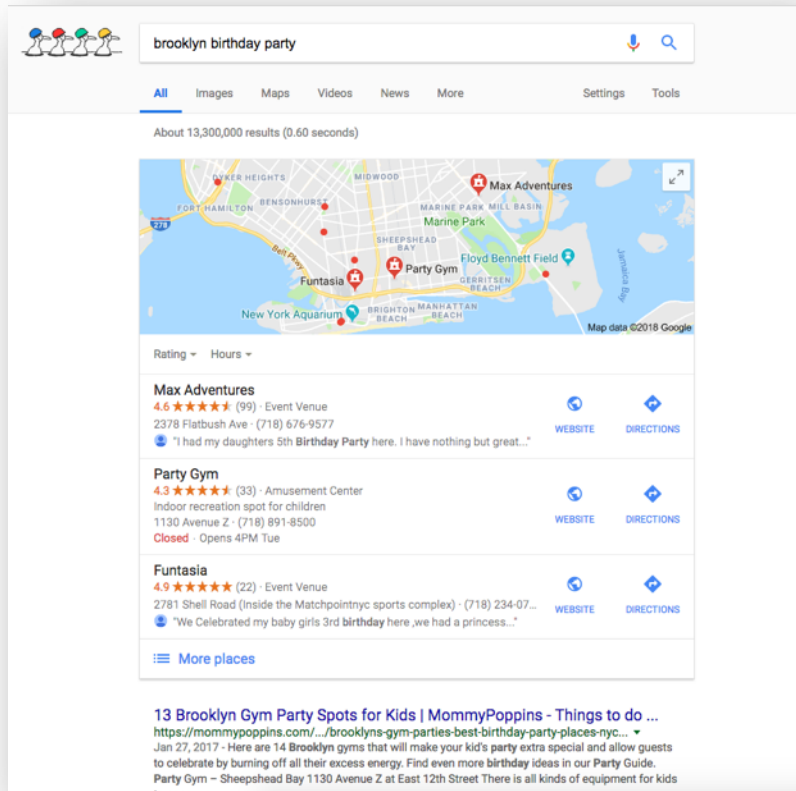 brooklyn birthday party
All Images Maps Videos News More Settings Tools
About 13,300,000 results (0.60 seconds)
DYKER HEIGHTS
MIDWOOD
Max Adventures
FORT HAMILTON
BENSONHURST
MARINE PARK
MILL BASIN
278
Marine Park
SHEEPSHEAD
BAY
Belt Pkwy
Floyd Bennett Field
Party Gym
Jamaica Bay
Funtasia
GERRITSEN
BEACH
New York Aquarium
BRIGHTON
BEACH
MANHATTAN
BEACH
Map data ©2018 Google
Rating Hours
Max Adventures
4.6 (99) · Event Venue
2378 Flatbush Ave · (718) 676-9577
"I had my daughters 5th Birthday Party here. I have nothing but great..."
WEBSITE DIRECTIONS
Party Gym
4.3 (33) · Amusement Center
Indoor recreation spot for children
1130 Avenue Z · (718) 891-8500
Closed · Opens 4PM Tue
WEBSITE DIRECTIONS
Funtasia
4.9 (22) · Event Venue
2781 Shell Road (Inside the Matchpointnyc sports complex) · (718) 234-07...
"We Celebrated my baby girls 3rd birthday here ,we had a princess..."
WEBSITE DIRECTIONS
More places
13 Brooklyn Gym Party Spots for Kids | MommyPoppins - Things to do ...
https://mommypoppins.com/.../brooklyns-gym-parties-best-birthday-party-places-nyc...
Jan 27, 2017 - Here are 14 Brooklyn gyms that will make your kid's party extra special and allow guests
to celebrate by burning off all their excess energy. Find even more birthday ideas in our Party Guide.
Party Gym – Sheepshead Bay 1130 Avenue Z at East 12th Street There is all kinds of equipment for kids